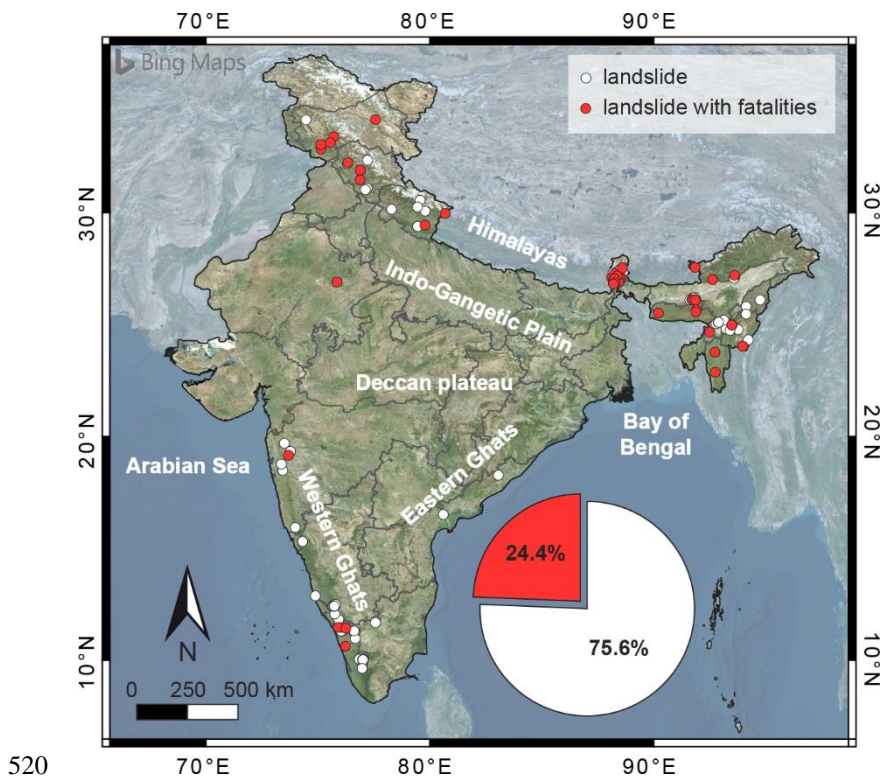 70°E 80°E 90°E
Bing Maps
landslide
landslide with fatalities
30°N 30°N
Himalayas
Indo-Gangetic Plain
Deccan plateau
20°N 20°N
Bay of
Bengal
Arabian Sea
Eastern Ghats
Western Ghats
24.4%
75.6%
N
10°N 10°N
0 250 500 km
520
70°E 80°E 90°E